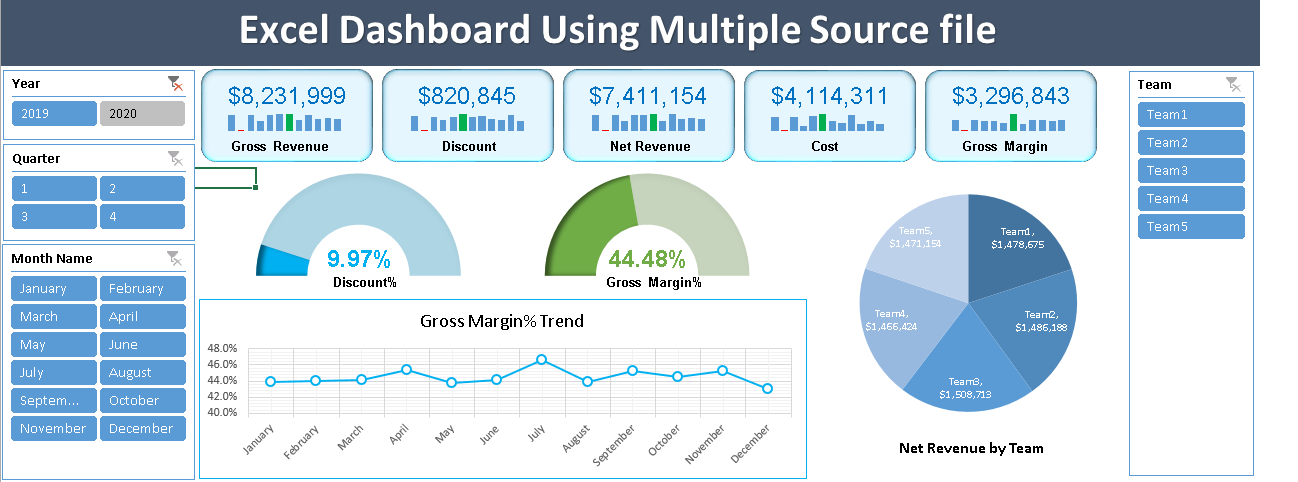 Excel Dashboard Using Multiple Source file
Year
2019 2020
Quarter
1 2
3 4
Month Name
January February
March April
May June
July August
Septem... October
November December
$8,231,999
Gross Revenue
$820,845
Discount
$7,411,154
Net Revenue
$4,114,311
Cost
$3,296,843
Gross Margin
9.97%
Discount%
44.48%
Gross Margin%
Gross Margin% Trend
48.0%
46.0%
44.0%
42.0%
40.0%
January February March April May June July August September October November December
Team1,
$1,478,675
Team2,
$1,486,188
Team3,
$1,508,713
Team4,
$1,466,424
Team5,
$1,471,154
Net Revenue by Team
Team
Team1
Team2
Team3
Team4
Team5